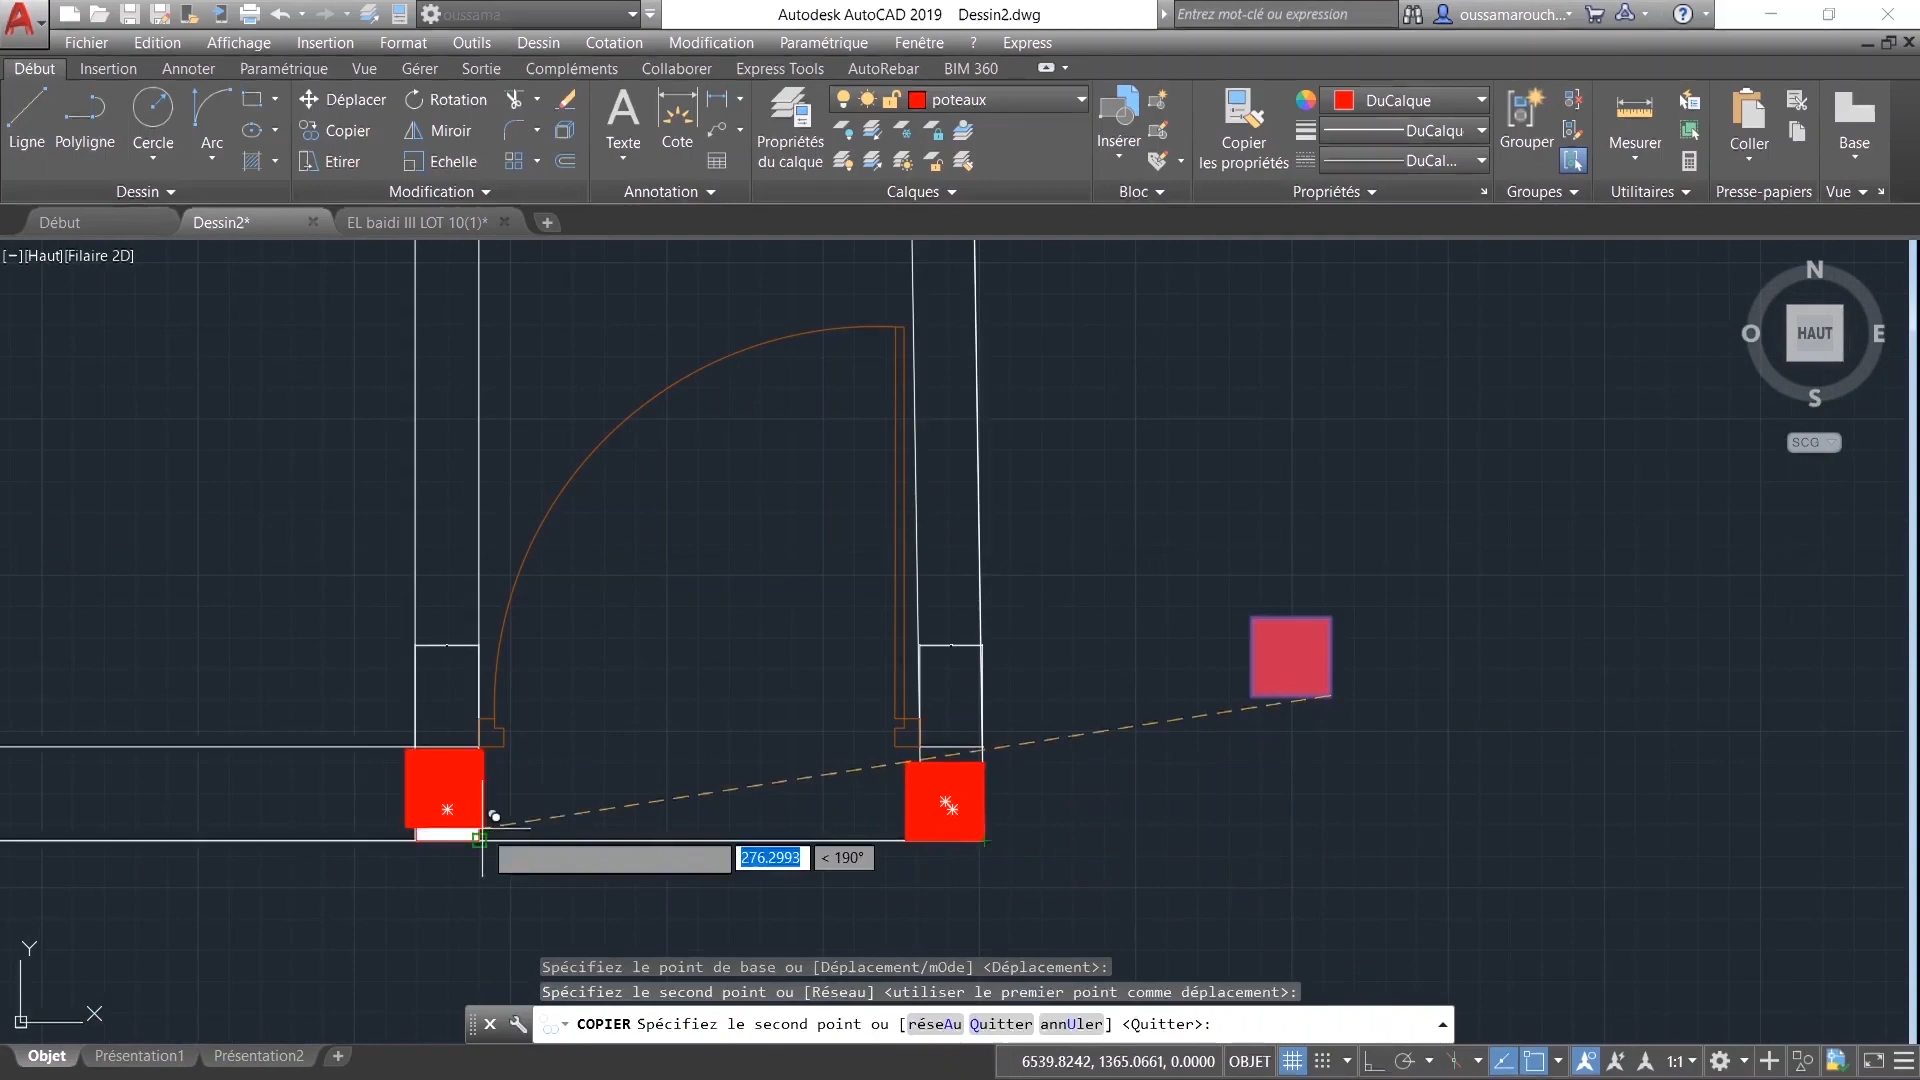 oussama
Autodesk AutoCAD 2019 Dessin2.dwg
Entrez mot-clé ou expression
oussamarouch...
?
Fichier Edition Affichage Insertion Format Outils Dessin Cotation Modification Paramétrique Fenêtre ? Express
Début Insertion Annoter Paramétrique Vue Gérer Sortie Compléments Collaborer Express Tools AutoRebar BIM 360
Ligne Polyligne Cercle Arc
Dessin
Déplacer Rotation
Copier Miroir
Etirer Echelle
Modification
Texte Cote
Annotation
Propriétés
du calque
poteaux
Calques
Insérer
Bloc
Copier
les propriétés
DuCalque
DuCalqu
DuCal...
Propriétés
Grouper
Groupes
Mesurer
Utilitaires
Coller
Presse-papiers
Base
Vue
Début Dessin2* EL baidi III LOT 10(1)*
[−][Haut][Filaire 2D]
N
O HAUT E
S
SCG
276.2993 < 190°
Y
X
Spécifiez le point de base ou [Déplacement/mOde] <Déplacement>:
Spécifiez le second point ou [Réseau] <utiliser le premier point comme déplacement>:
COPIER Spécifiez le second point ou [réseAu Quitter annUler] <Quitter>:
Objet Présentation1 Présentation2 +
6539.8242, 1365.0661, 0.0000 OBJET 1:1